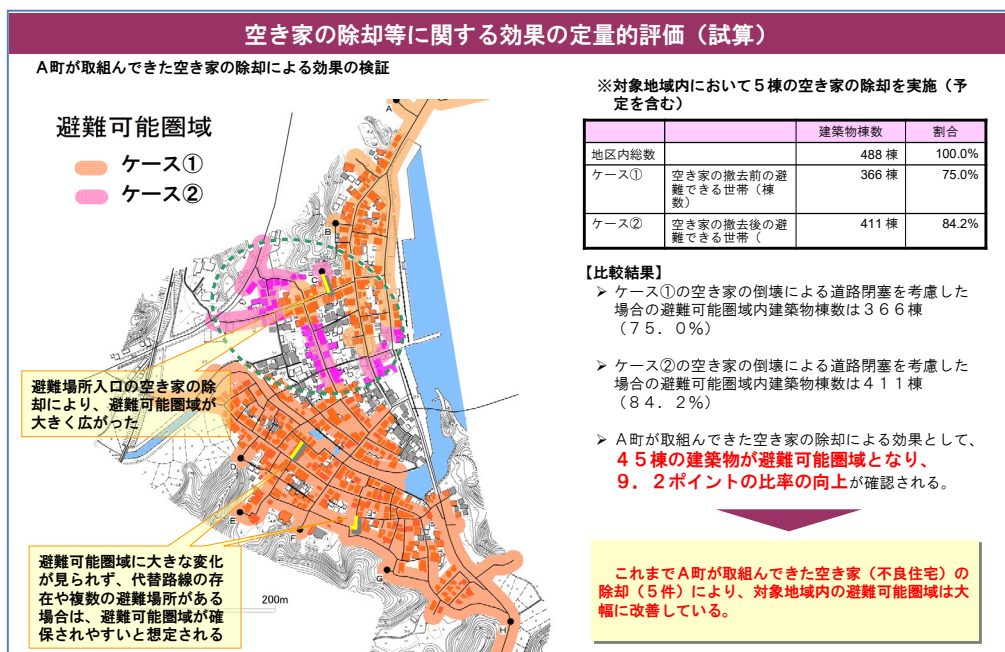 空き家の除却等に関する効果の定量的評価（試算）
A町が取組んできた空き家の除却による効果の検証
避難可能圏域
ケース①
ケース②
A
B
C
D
E
F
G
H
200m
避難場所入口の空き家の除
却により、避難可能圏域が
大きく広がった
避難可能圏域に大きな変化
が見られず、代替路線の存
在や複数の避難場所がある
場合は、避難可能圏域が確
保されやすいと想定される
※対象地域内において５棟の空き家の除却を実施（予
定を含む）
建築物棟数 割合
地区内総数 488 棟 100.0%
ケース① 空き家の撤去前の避
難できる世帯（棟
数） 366 棟 75.0%
ケース② 空き家の撤去後の避
難できる世帯（ 411 棟 84.2%
【比較結果】
➢ ケース①の空き家の倒壊による道路閉塞を考慮した
場合の避難可能圏域内建築物棟数は３６６棟
（７５．０％）
➢ ケース②の空き家の倒壊による道路閉塞を考慮した
場合の避難可能圏域内建築物棟数は４１１棟
（８４．２％）
➢ A町が取組んできた空き家の除却による効果として、
４５棟の建築物が避難可能圏域となり、
９．２ポイントの比率の向上が確認される。
これまでA町が取組んできた空き家（不良住宅）の
除却（５件）により、対象地域内の避難可能圏域は大
幅に改善している。